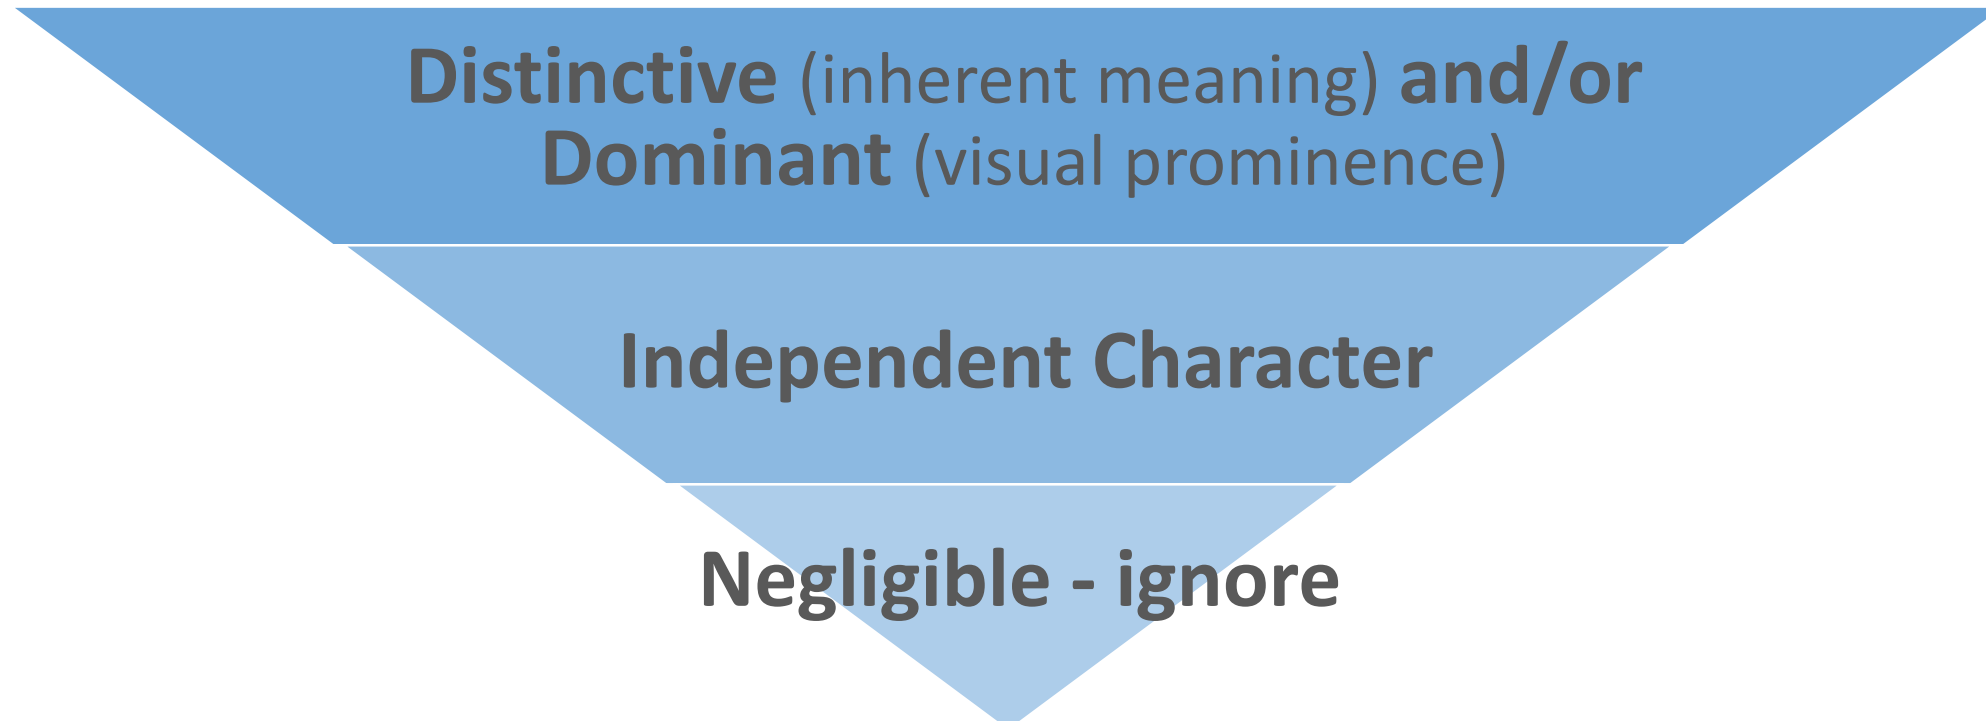 Distinctive (inherent meaning) and/or
Dominant (visual prominence)
Independent Character
Negligible - ignore